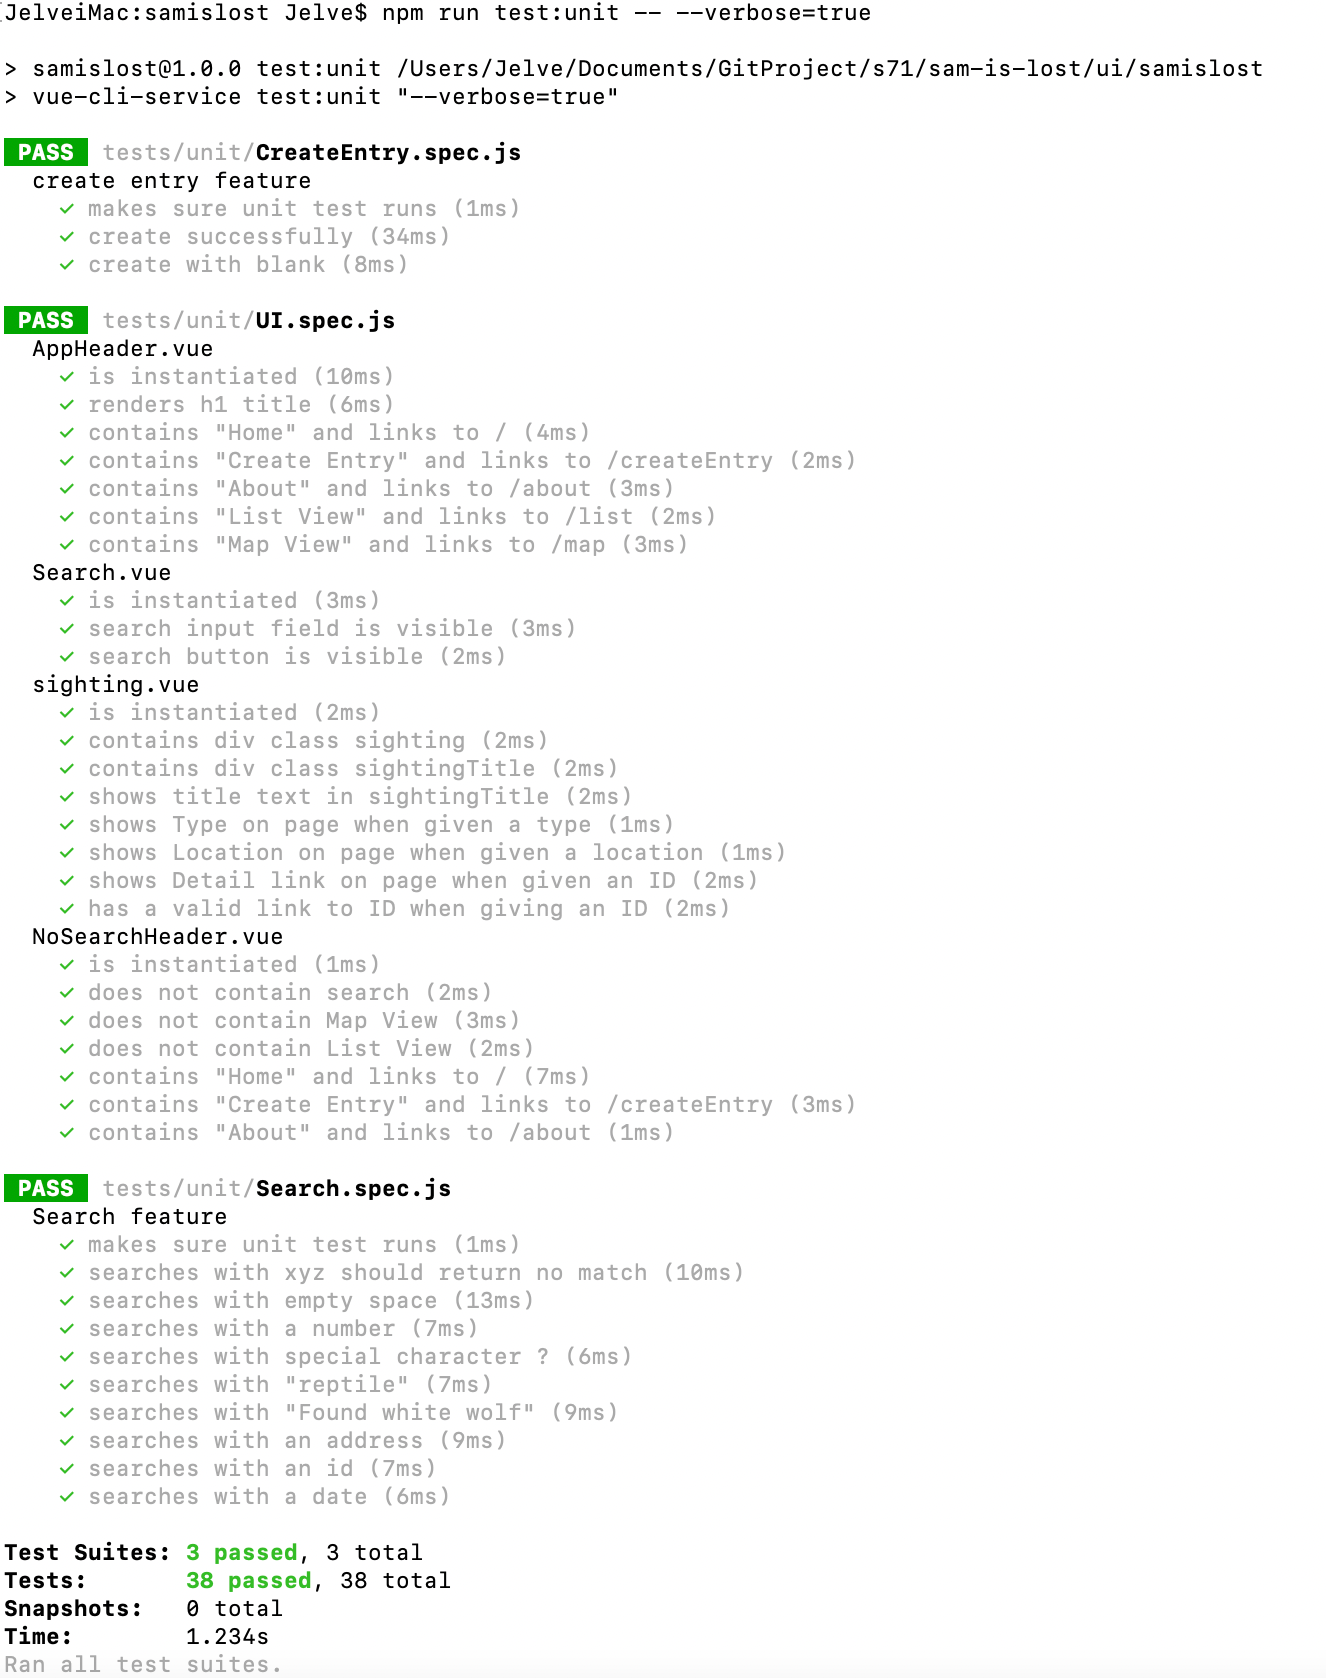 JelveiMac:samislost Jelve$ npm run test:unit -- --verbose=true
> samislost@1.0.0 test:unit /Users/Jelve/Documents/GitProject/s71/sam-is-lost/ui/samislost
> vue-cli-service test:unit "--verbose=true"
PASS tests/unit/CreateEntry.spec.js
create entry feature
✓ makes sure unit test runs (1ms)
✓ create successfully (34ms)
✓ create with blank (8ms)
PASS tests/unit/UI.spec.js
AppHeader.vue
✓ is instantiated (10ms)
✓ renders h1 title (6ms)
✓ contains "Home" and links to / (4ms)
✓ contains "Create Entry" and links to /createEntry (2ms)
✓ contains "About" and links to /about (3ms)
✓ contains "List View" and links to /list (2ms)
✓ contains "Map View" and links to /map (3ms)
Search.vue
✓ is instantiated (3ms)
✓ search input field is visible (3ms)
✓ search button is visible (2ms)
sighting.vue
✓ is instantiated (2ms)
✓ contains div class sighting (2ms)
✓ contains div class sightingTitle (2ms)
✓ shows title text in sightingTitle (2ms)
✓ shows Type on page when given a type (1ms)
✓ shows Location on page when given a location (1ms)
✓ shows Detail link on page when given an ID (2ms)
✓ has a valid link to ID when giving an ID (2ms)
NoSearchHeader.vue
✓ is instantiated (1ms)
✓ does not contain search (2ms)
✓ does not contain Map View (3ms)
✓ does not contain List View (2ms)
✓ contains "Home" and links to / (7ms)
✓ contains "Create Entry" and links to /createEntry (3ms)
✓ contains "About" and links to /about (1ms)
PASS tests/unit/Search.spec.js
Search feature
✓ makes sure unit test runs (1ms)
✓ searches with xyz should return no match (10ms)
✓ searches with empty space (13ms)
✓ searches with a number (7ms)
✓ searches with special character ? (6ms)
✓ searches with "reptile" (7ms)
✓ searches with "Found white wolf" (9ms)
✓ searches with an address (9ms)
✓ searches with an id (7ms)
✓ searches with a date (6ms)
Test Suites: 3 passed, 3 total
Tests: 38 passed, 38 total
Snapshots: 0 total
Time: 1.234s
Ran all test suites.